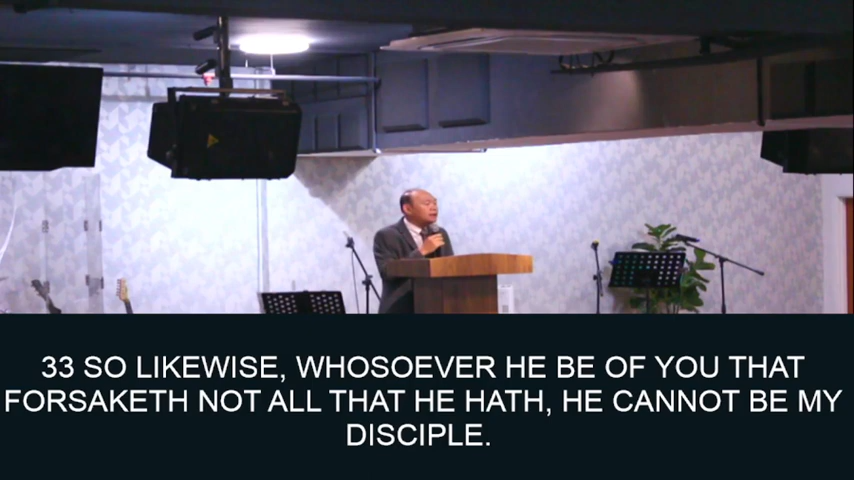 33 SO LIKEWISE, WHOSOEVER HE BE OF YOU THAT
FORSAKETH NOT ALL THAT HE HATH, HE CANNOT BE MY
DISCIPLE.